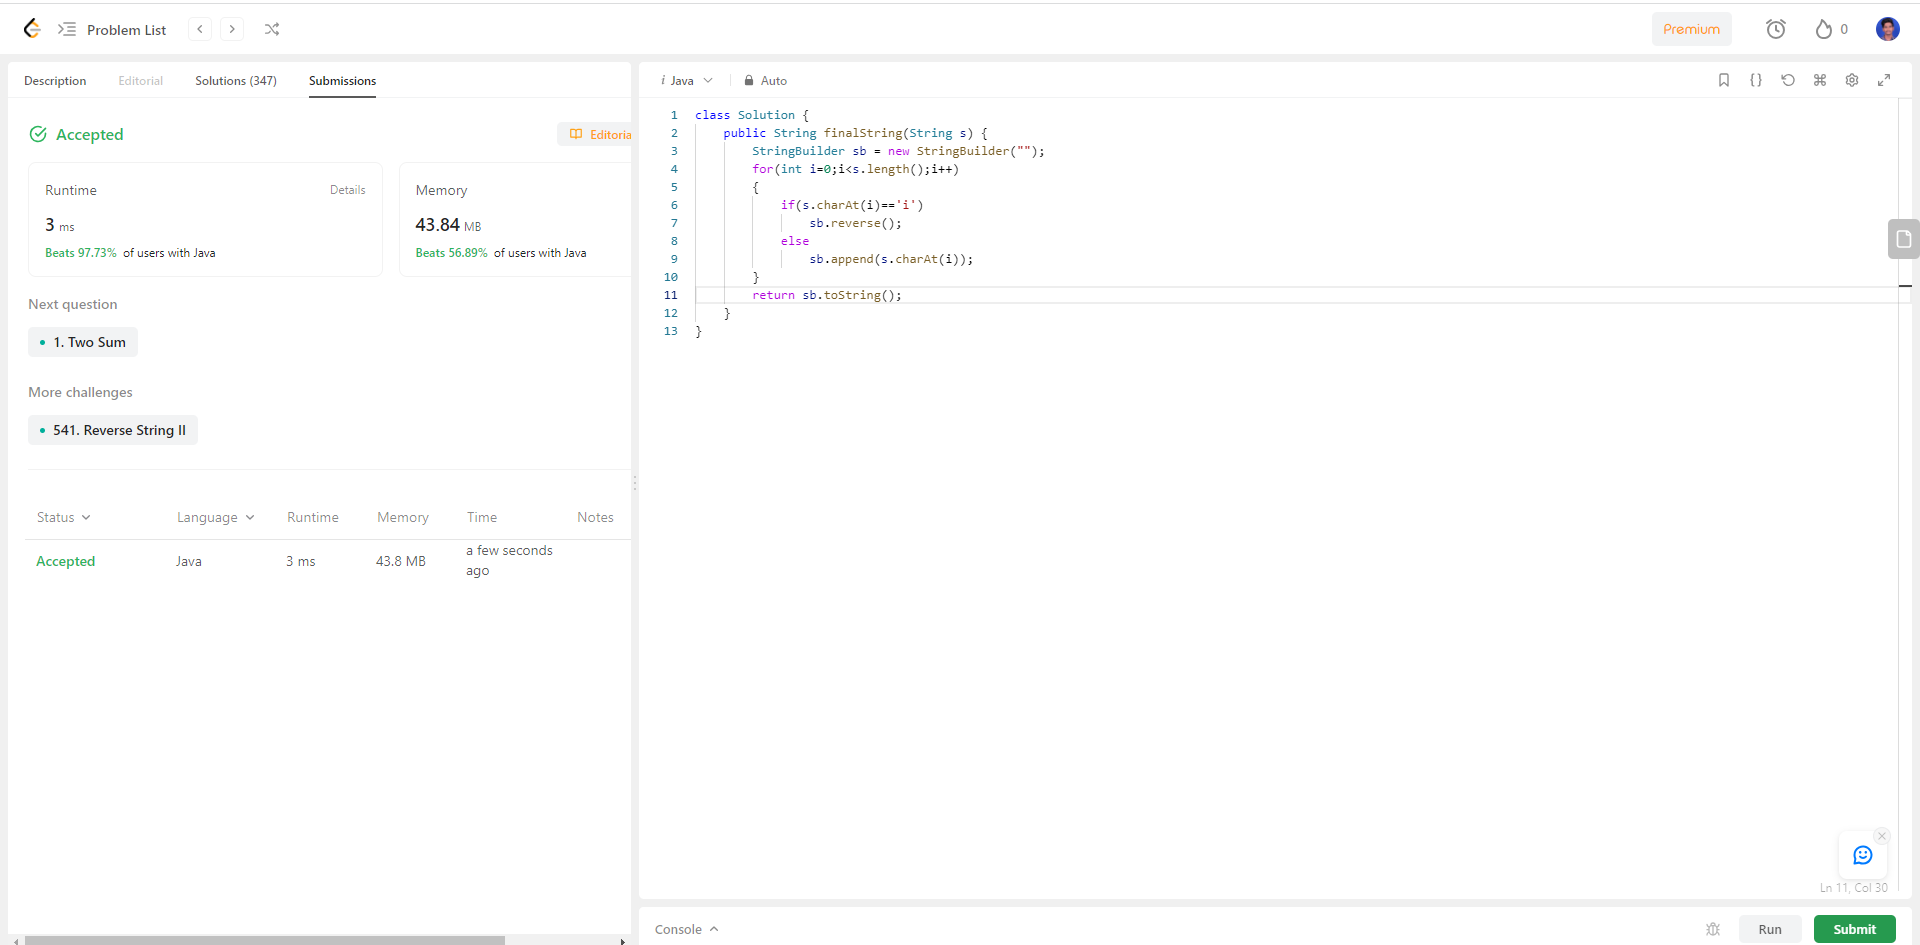 Problem List
Premium
0
Description Editorial Solutions (347) Submissions
Accepted
Editoria
Runtime Details
3 ms
Beats 97.73% of users with Java
Memory
43.84 MB
Beats 56.89% of users with Java
Next question
1. Two Sum
More challenges
541. Reverse String II
Status Language Runtime Memory Time Notes
Accepted Java 3 ms 43.8 MB a few seconds
ago
i Java Auto
1 class Solution {
2     public String finalString(String s) {
3         StringBuilder sb = new StringBuilder("");
4         for(int i=0;i<s.length();i++)
5         {
6             if(s.charAt(i)=='i')
7                 sb.reverse();
8             else
9                 sb.append(s.charAt(i));
10         }
11         return sb.toString();
12     }
13 }
Ln 11, Col 30
Console Run Submit